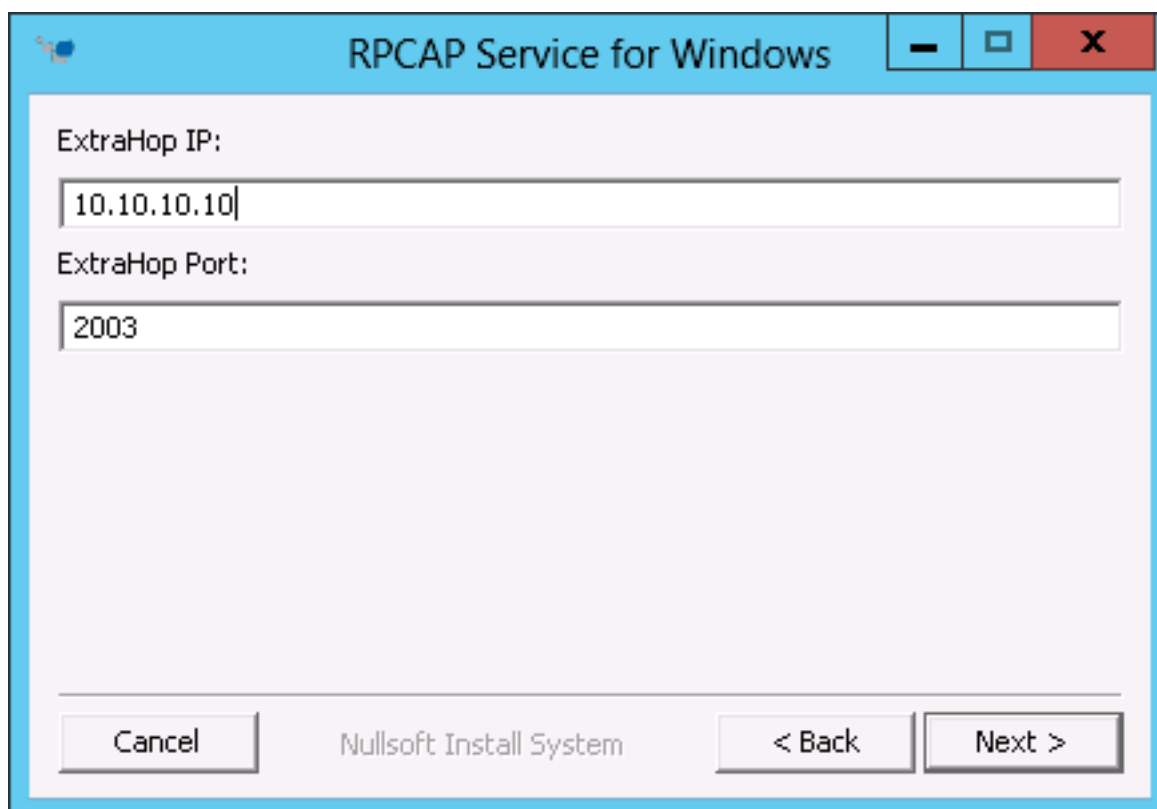 RPCAP Service for Windows
ExtraHop IP:
10.10.10.10
ExtraHop Port:
2003
Cancel
Nullsoft Install System
< Back
Next >